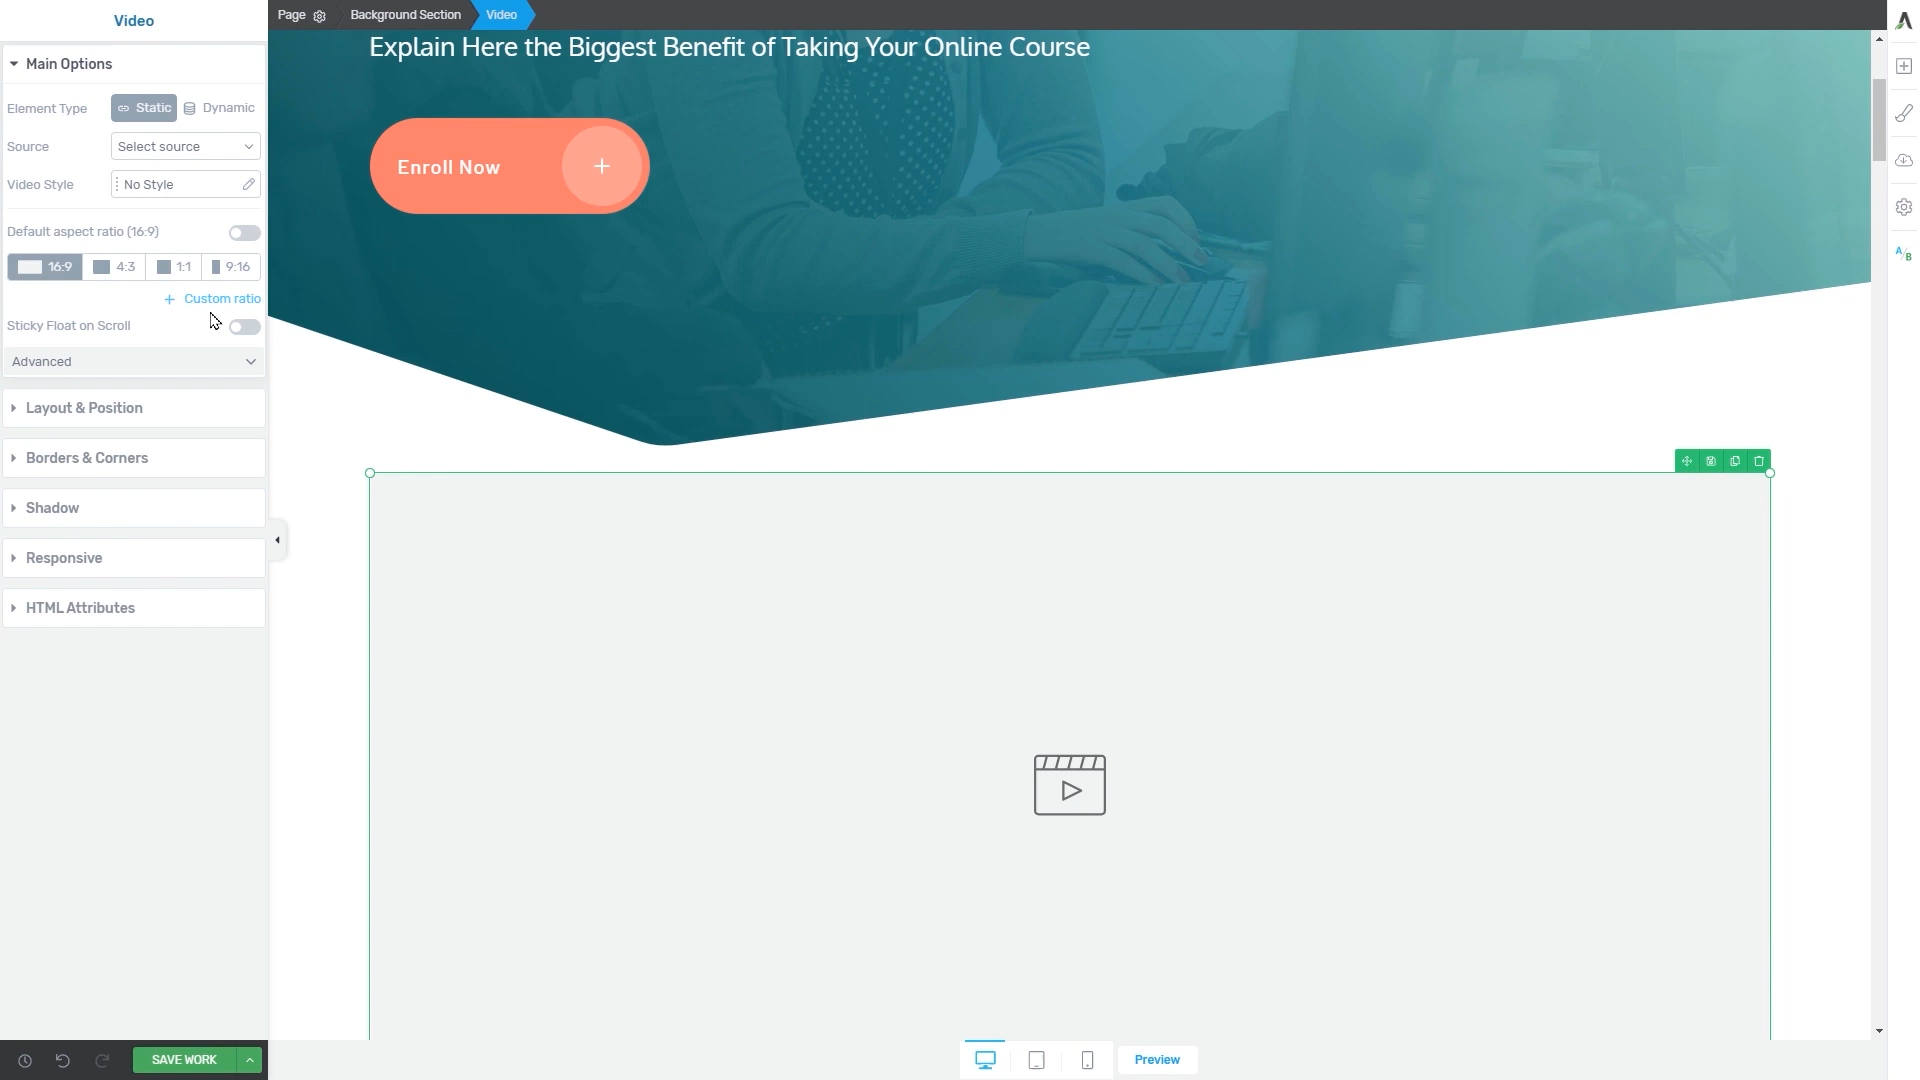 Video
Page
Background Section
Video
Main Options
Element Type
Static
Dynamic
Source
Select source
Video Style
No Style
Default aspect ratio (16:9)
16:9
4:3
1:1
9:16
+ Custom ratio
Sticky Float on Scroll
Advanced
Layout & Position
Borders & Corners
Shadow
Responsive
HTML Attributes
SAVE WORK
Explain Here the Biggest Benefit of Taking Your Online Course
Enroll Now
+
Preview
A/B